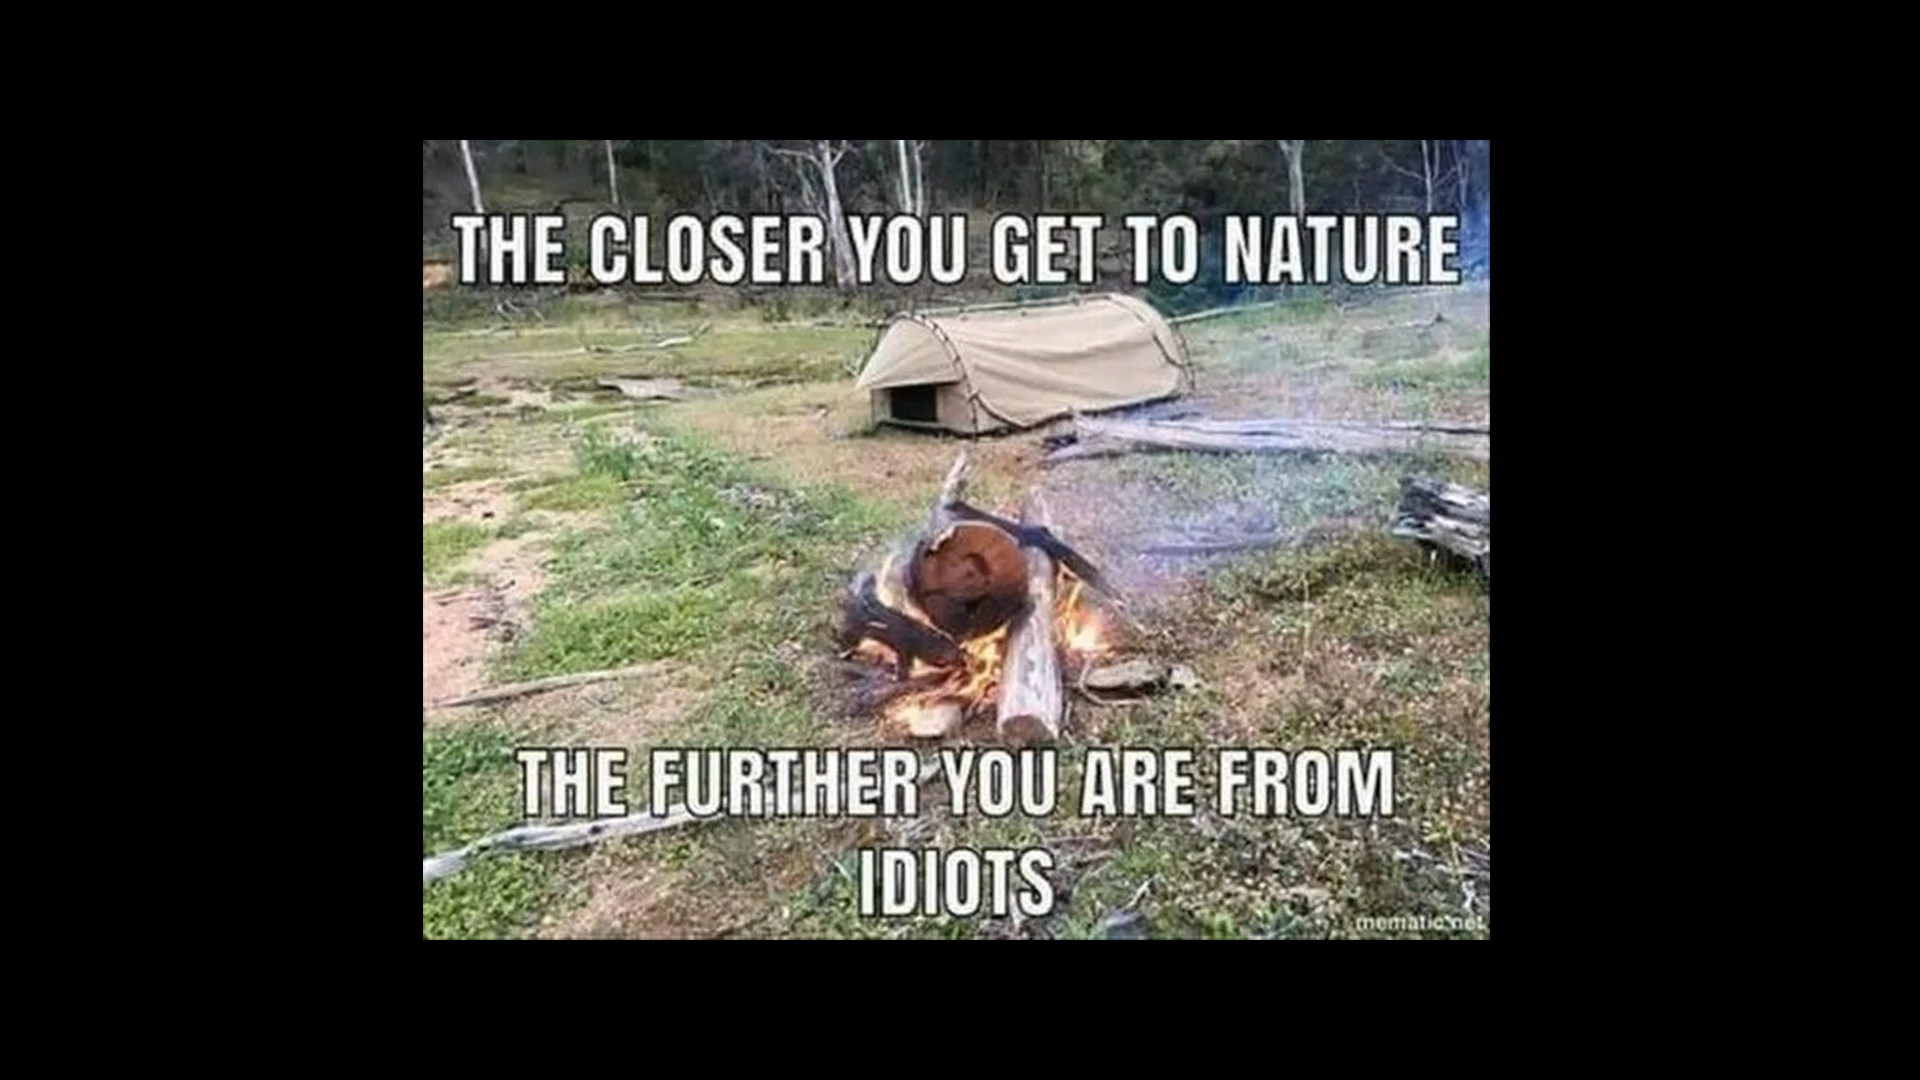 THE CLOSER YOU GET TO NATURE
THE FURTHER YOU ARE FROM
IDIOTS
mematic.net